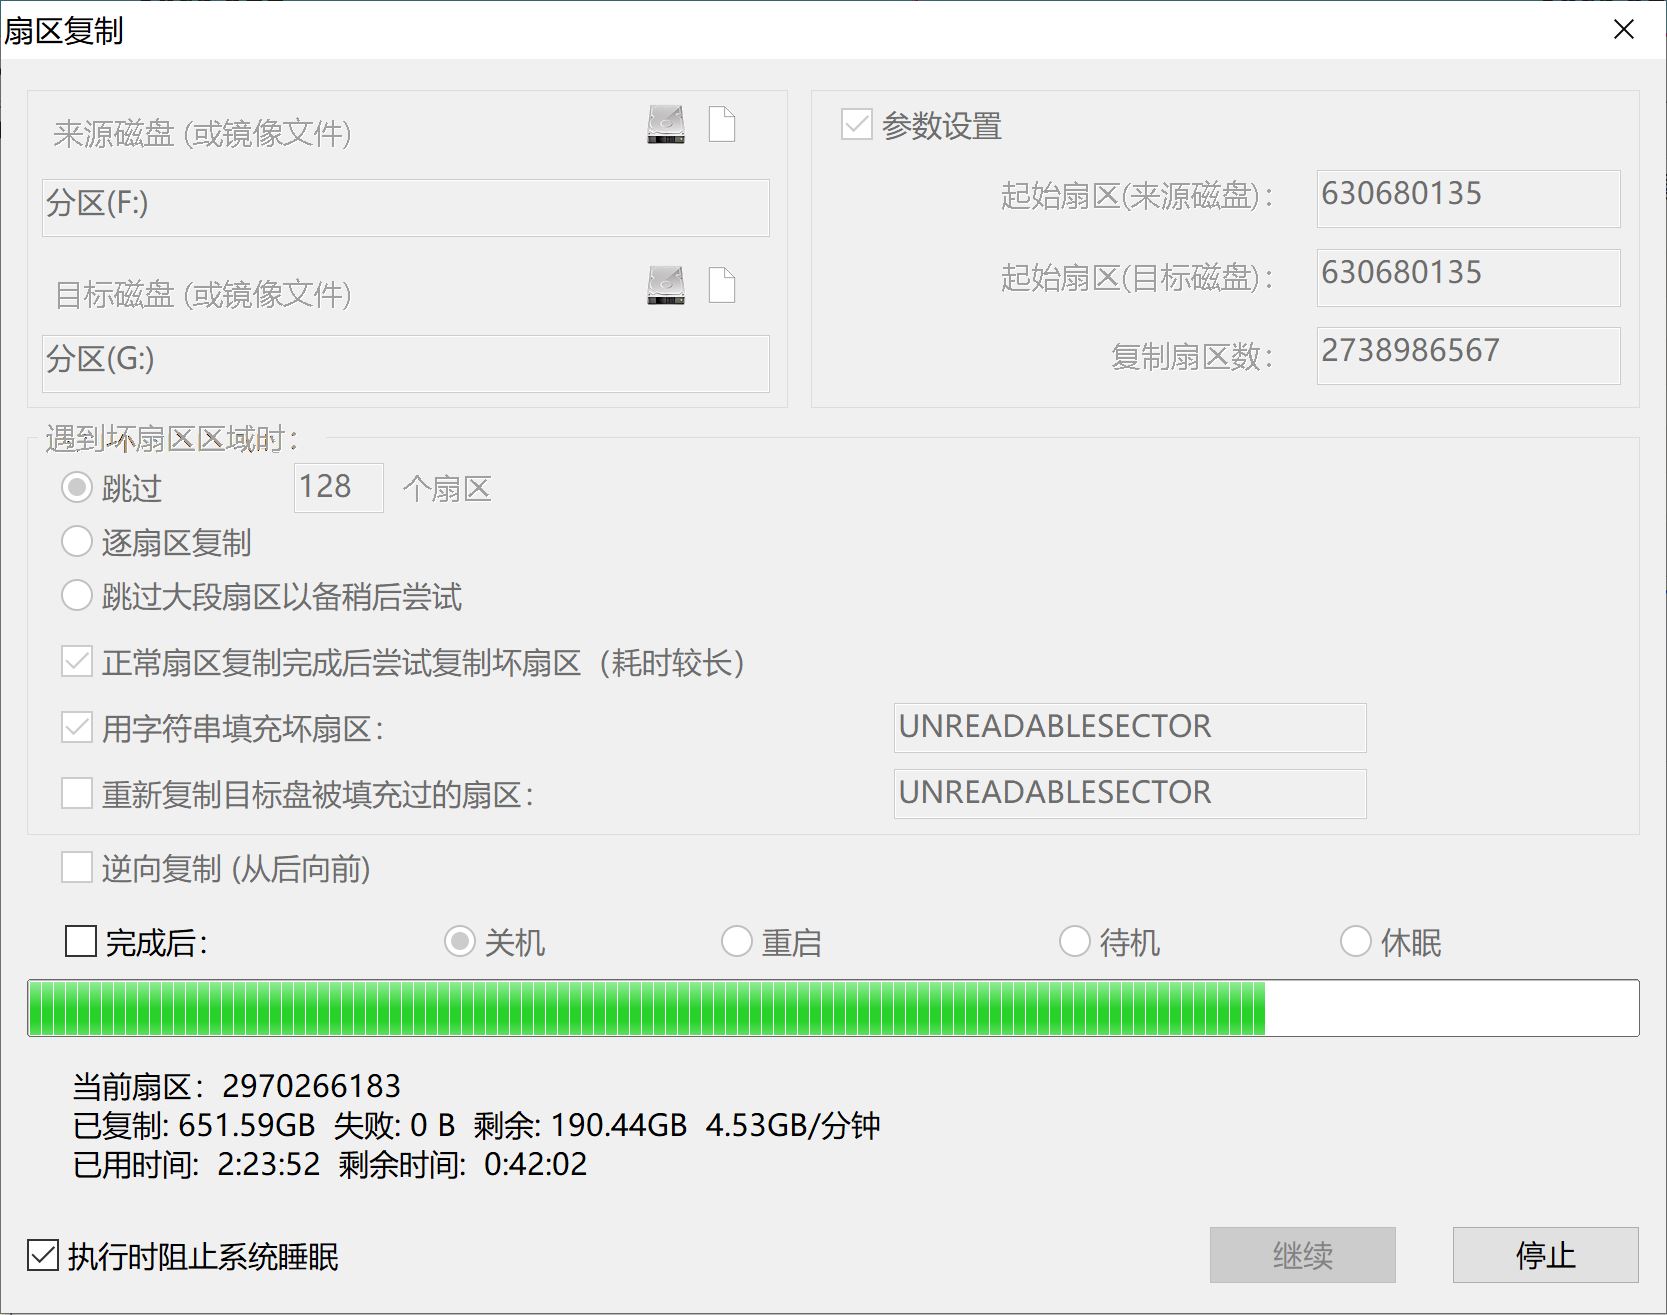 扇区复制
来源磁盘 (或镜像文件)
分区(F:)
目标磁盘 (或镜像文件)
分区(G:)
参数设置
起始扇区(来源磁盘): 630680135
起始扇区(目标磁盘): 630680135
复制扇区数: 2738986567
遇到坏扇区区域时:
跳过 128 个扇区
逐扇区复制
跳过大段扇区以备稍后尝试
正常扇区复制完成后尝试复制坏扇区（耗时较长）
用字符串填充坏扇区: UNREADABLESECTOR
重新复制目标盘被填充过的扇区: UNREADABLESECTOR
逆向复制 (从后向前)
完成后: 关机 重启 待机 休眠
当前扇区: 2970266183
已复制: 651.59GB 失败: 0 B 剩余: 190.44GB 4.53GB/分钟
已用时间: 2:23:52 剩余时间: 0:42:02
执行时阻止系统睡眠
继续 停止